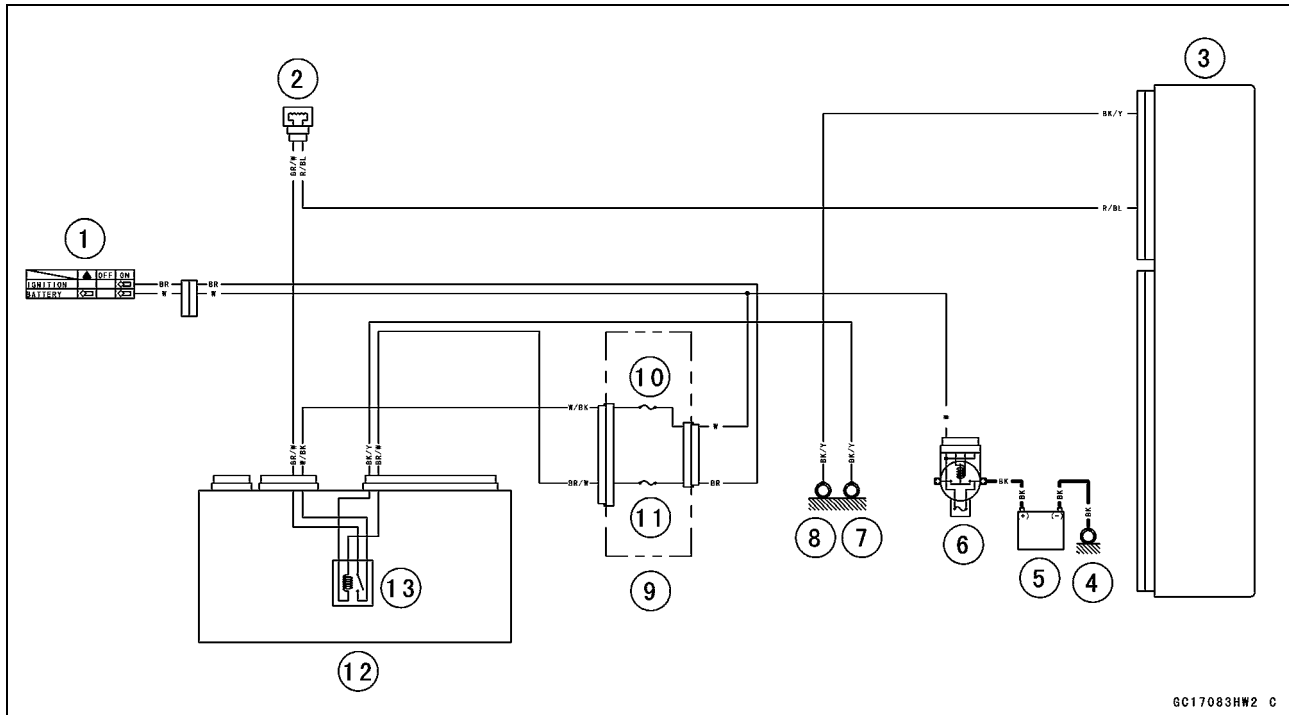 3
2
BK/Y
BR/W
R/BL
R/BL
1
OFF ON
IGNITION
BATTERY
BR
W
BR
W
10
W/BK
W
W
BR/W
W/BK
BK/Y
BR/W
BK/Y
BK/Y
BR/W
BR
11
BK
BK
BK
(+)
(-)
8
7
6
5
4
13
9
12
GC17083HW2 C